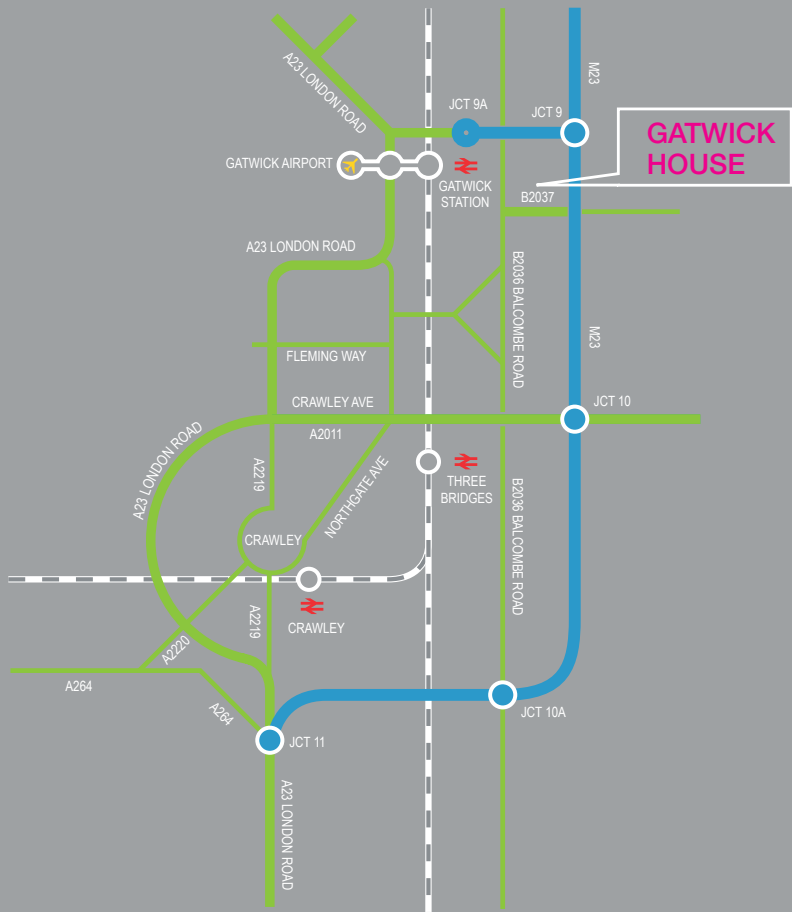 A23 LONDON ROAD
M23
JCT 9A
JCT 9
GATWICK
HOUSE
GATWICK AIRPORT
GATWICK
STATION
B2037
A23 LONDON ROAD
B2036 BALCOMBE ROAD
M23
FLEMING WAY
CRAWLEY AVE
A2011
JCT 10
A23 LONDON ROAD
A2219
NORTHGATE AVE
THREE
BRIDGES
B2036 BALCOMBE ROAD
CRAWLEY
A2219
CRAWLEY
A2220
A264
A264
JCT 10A
JCT 11
A23 LONDON ROAD